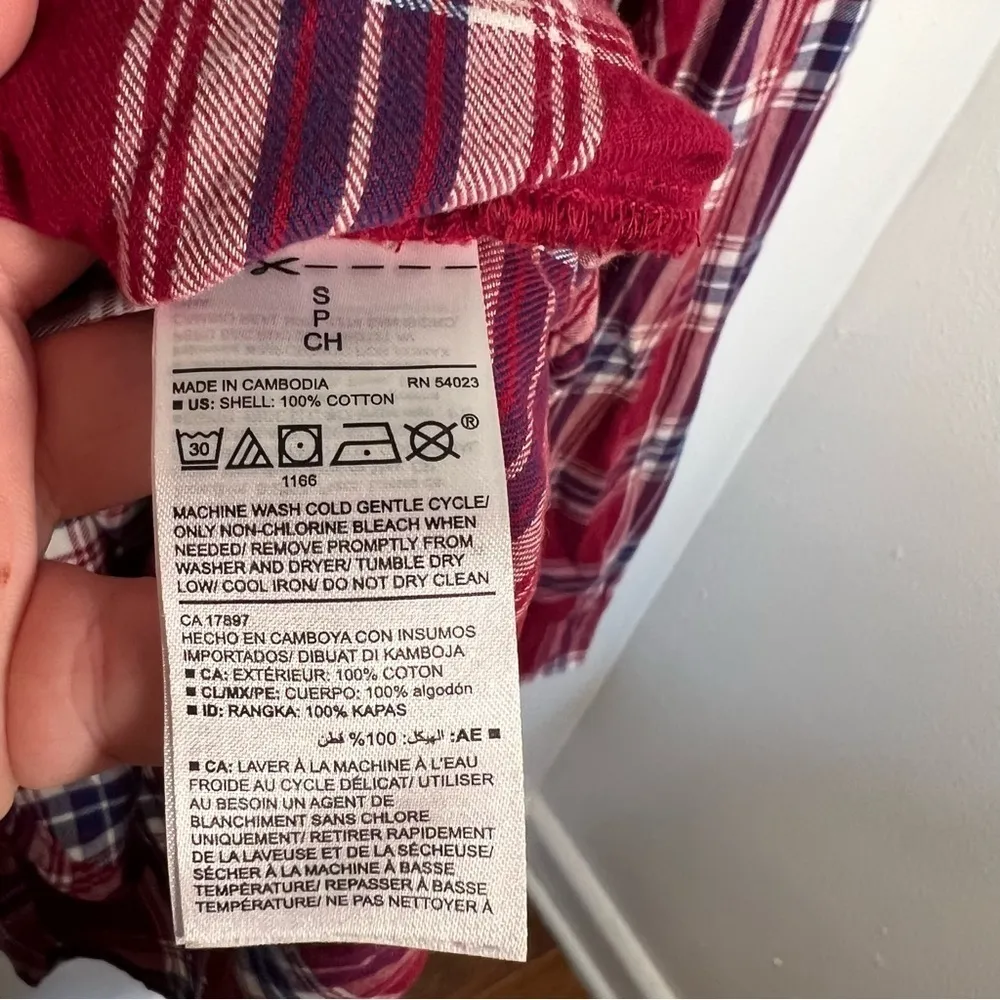 S
P
CH
MADE IN CAMBODIA RN 54023
■ US: SHELL: 100% COTTON
30 ®
1166
MACHINE WASH COLD GENTLE CYCLE/
ONLY NON-CHLORINE BLEACH WHEN
NEEDED/ REMOVE PROMPTLY FROM
WASHER AND DRYER/ TUMBLE DRY
LOW/ COOL IRON/ DO NOT DRY CLEAN
CA 17897
HECHO EN CAMBOYA CON INSUMOS
IMPORTADOS/ DIBUAT DI KAMBOJA
■ CA: EXTÉRIEUR: 100% COTON
■ CL/MX/PE: CUERPO: 100% algodón
■ ID: RANGKA: 100% KAPAS
■ AE: الهيكل: 100% قطن
■ CA: LAVER À LA MACHINE À L'EAU
FROIDE AU CYCLE DÉLICAT/ UTILISER
AU BESOIN UN AGENT DE
BLANCHIMENT SANS CHLORE
UNIQUEMENT/ RETIRER RAPIDEMENT
DE LA LAVEUSE ET DE LA SÉCHEUSE/
SÉCHER À LA MACHINE À BASSE
TEMPÉRATURE/ REPASSER À BASSE
TEMPÉRATURE/ NE PAS NETTOYER À